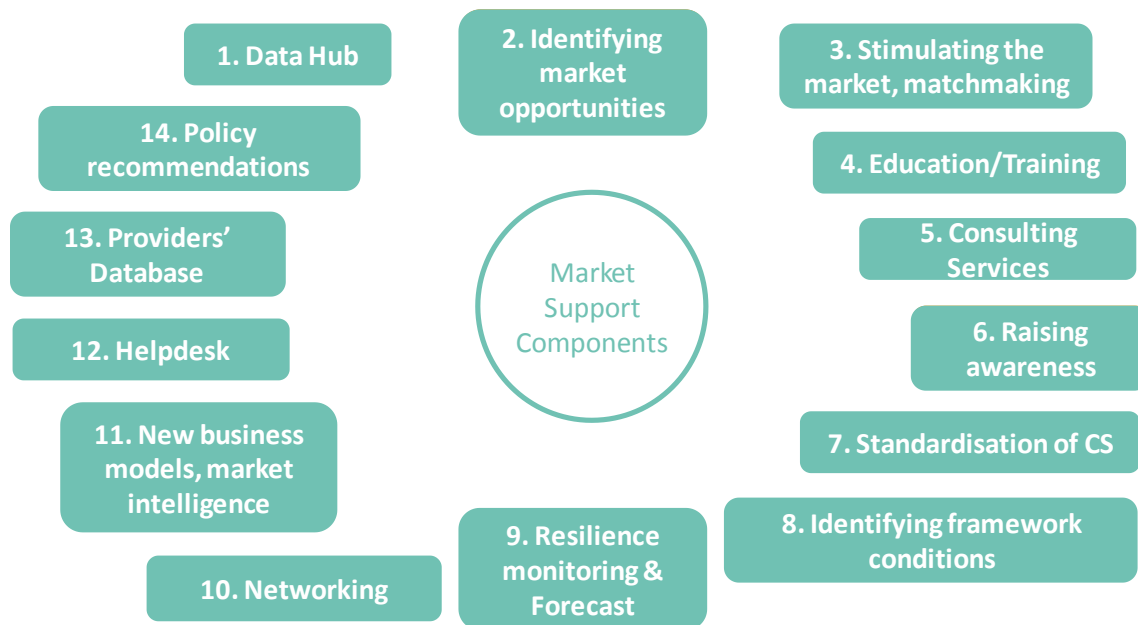 1. Data Hub
2. Identifying
market
opportunities
3. Stimulating the
market, matchmaking
14. Policy
recommendations
4. Education/Training
13. Providers’
Database
5. Consulting
Services
Market
Support
Components
12. Helpdesk
6. Raising
awareness
11. New business
models, market
intelligence
7. Standardisation of CS
8. Identifying framework
conditions
9. Resilience
monitoring &
Forecast
10. Networking